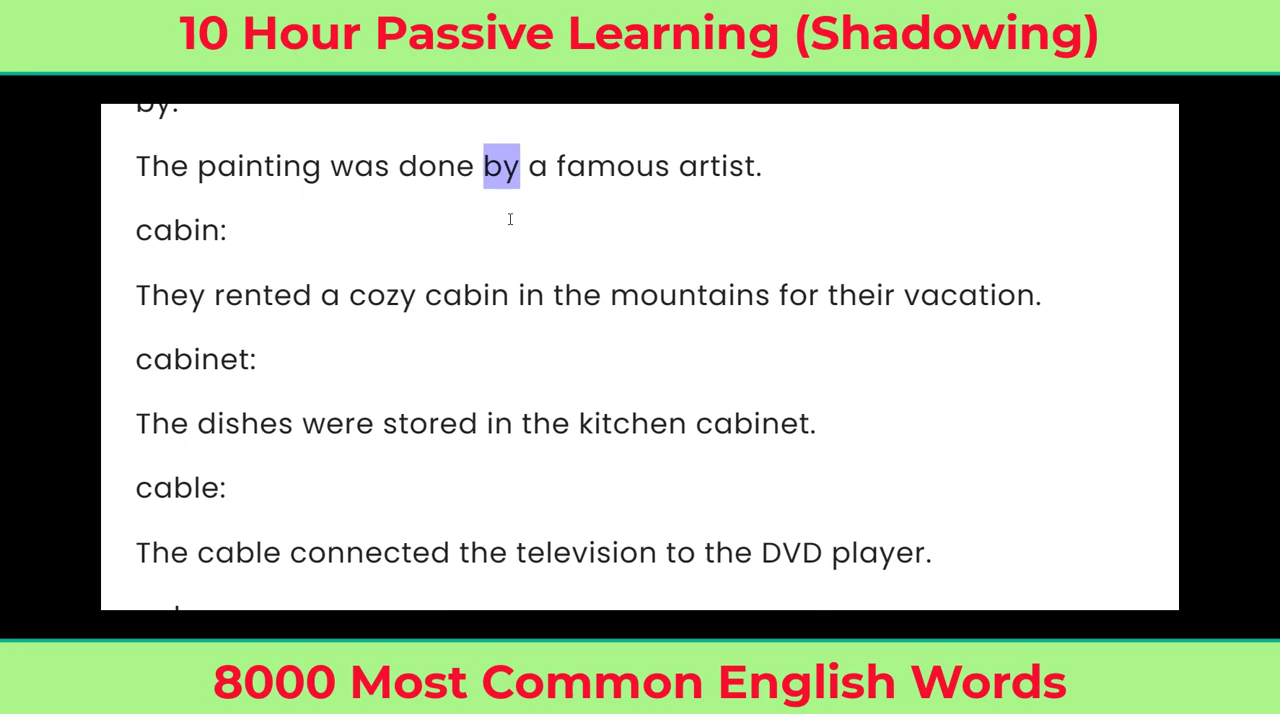 10 Hour Passive Learning (Shadowing)
by:
The painting was done by a famous artist.
cabin:
They rented a cozy cabin in the mountains for their vacation.
cabinet:
The dishes were stored in the kitchen cabinet.
cable:
The cable connected the television to the DVD player.
8000 Most Common English Words